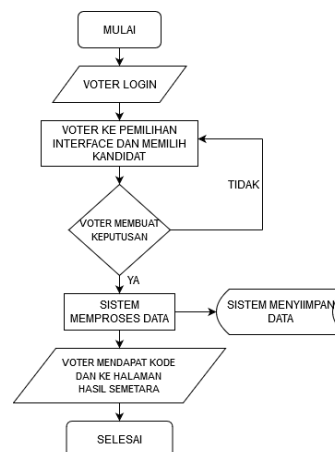 MULAI
VOTER LOGIN
VOTER KE PEMILIHAN
INTERFACE DAN MEMILIH
KANDIDAT
TIDAK
VOTER MEMBUAT
KEPUTUSAN
YA
SISTEM
MEMPROSES DATA
SISTEM MENYIIMPAN
DATA
VOTER MENDAPAT KODE
DAN KE HALAMAN
HASIL SEMETARA
SELESAI